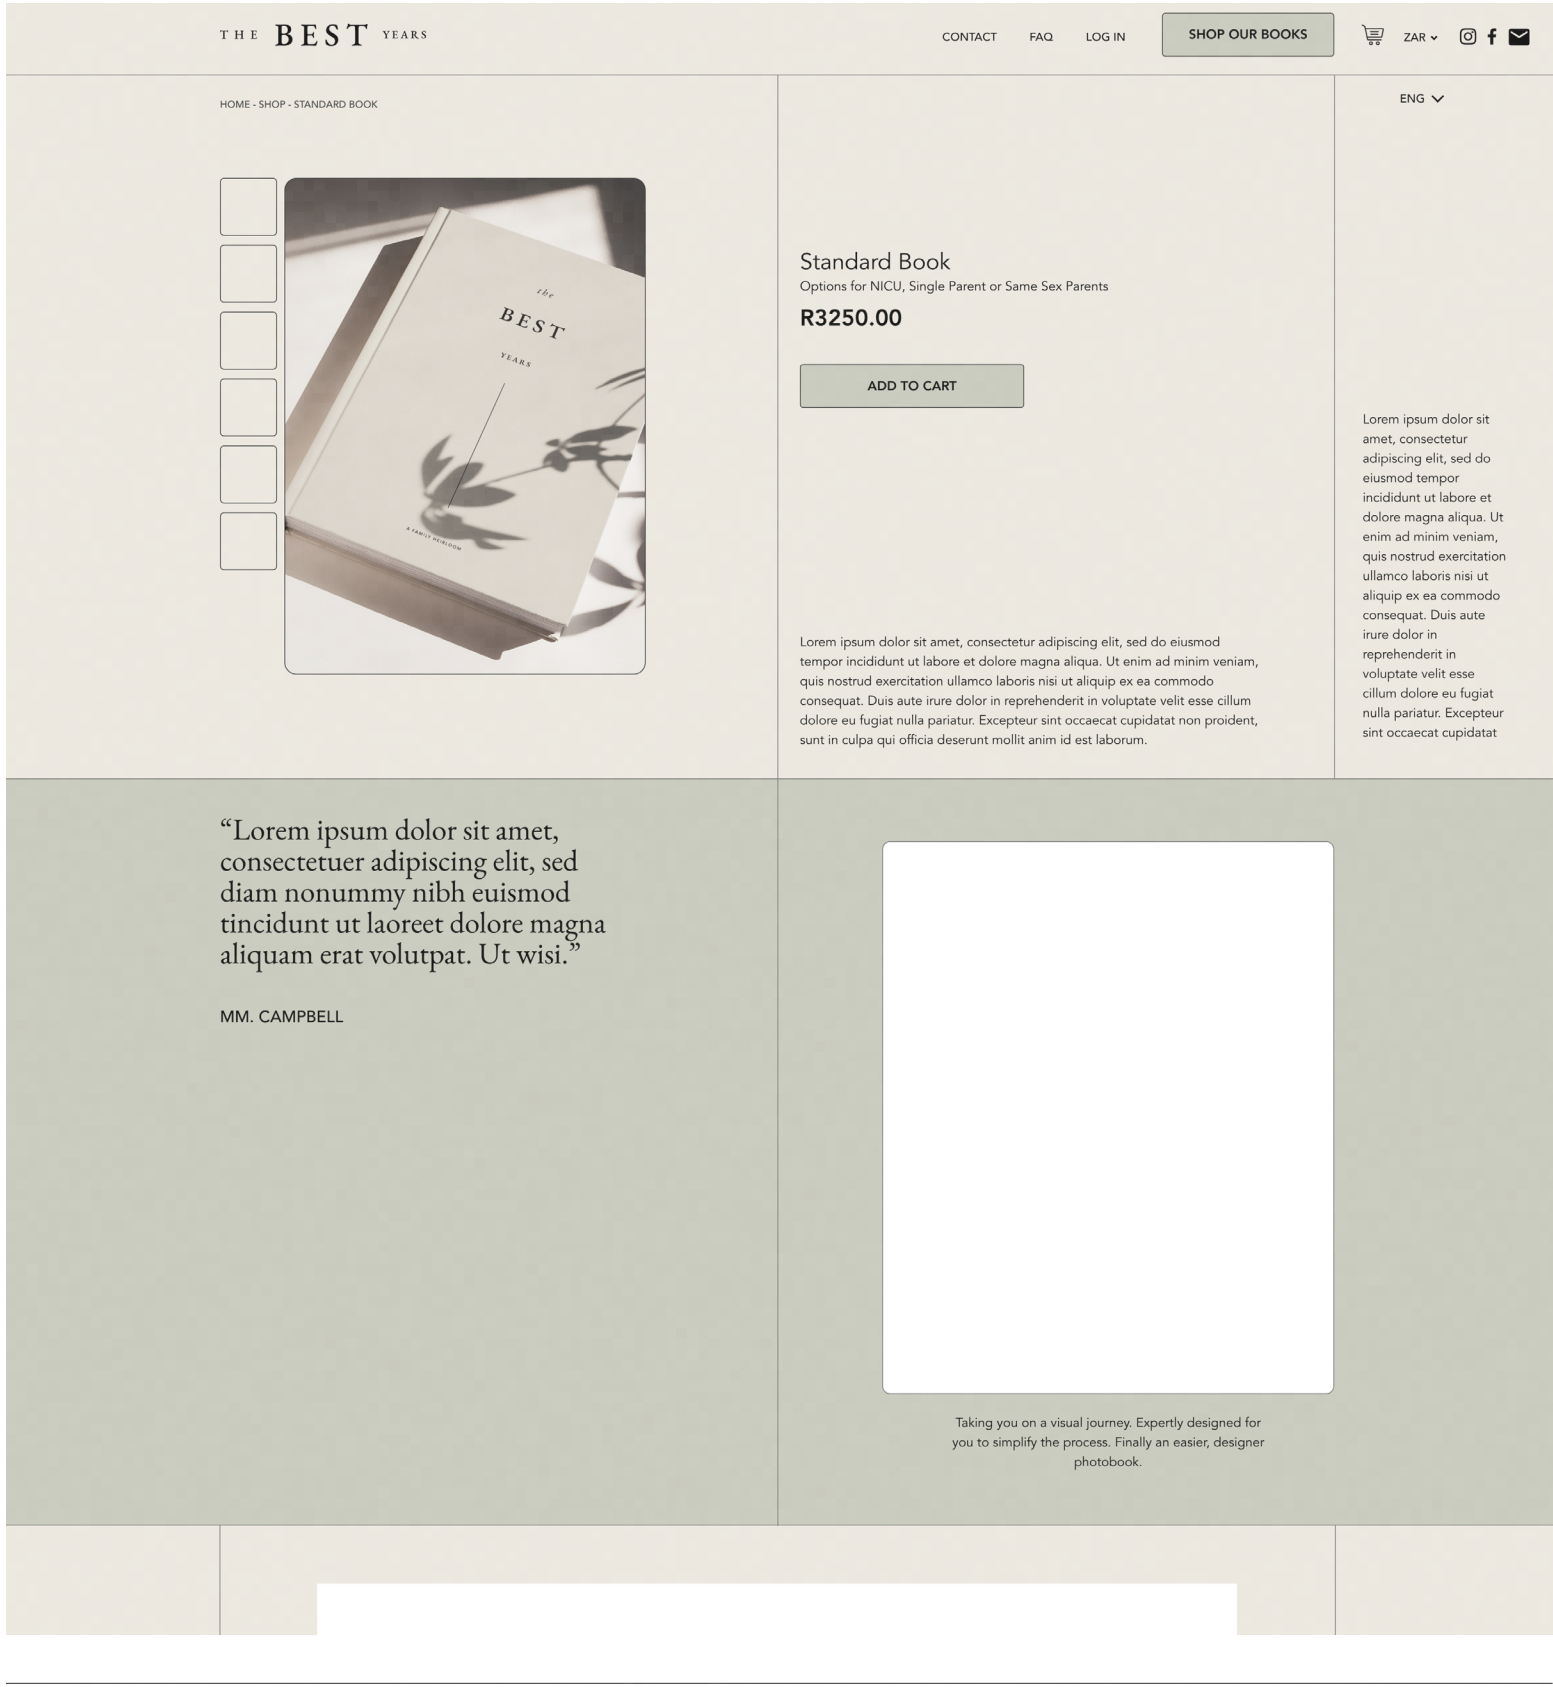 THE BEST YEARS
CONTACT FAQ LOG IN SHOP OUR BOOKS ZAR
HOME - SHOP - STANDARD BOOK
ENG
the
BEST
YEARS
A FAMILY HEIRLOOM
Standard Book
Options for NICU, Single Parent or Same Sex Parents
R3250.00
ADD TO CART
Lorem ipsum dolor sit amet, consectetur adipiscing elit, sed do eiusmod
tempor incididunt ut labore et dolore magna aliqua. Ut enim ad minim veniam,
quis nostrud exercitation ullamco laboris nisi ut aliquip ex ea commodo
consequat. Duis aute irure dolor in reprehenderit in voluptate velit esse cillum
dolore eu fugiat nulla pariatur. Excepteur sint occaecat cupidatat non proident,
sunt in culpa qui officia deserunt mollit anim id est laborum.
Lorem ipsum dolor sit
amet, consectetur
adipiscing elit, sed do
eiusmod tempor
incididunt ut labore et
dolore magna aliqua. Ut
enim ad minim veniam,
quis nostrud exercitation
ullamco laboris nisi ut
aliquip ex ea commodo
consequat. Duis aute
irure dolor in
reprehenderit in
voluptate velit esse
cillum dolore eu fugiat
nulla pariatur. Excepteur
sint occaecat cupidatat
“Lorem ipsum dolor sit amet,
consectetuer adipiscing elit, sed
diam nonummy nibh euismod
tincidunt ut laoreet dolore magna
aliquam erat volutpat. Ut wisi.”
MM. CAMPBELL
Taking you on a visual journey. Expertly designed for
you to simplify the process. Finally an easier, designer
photobook.